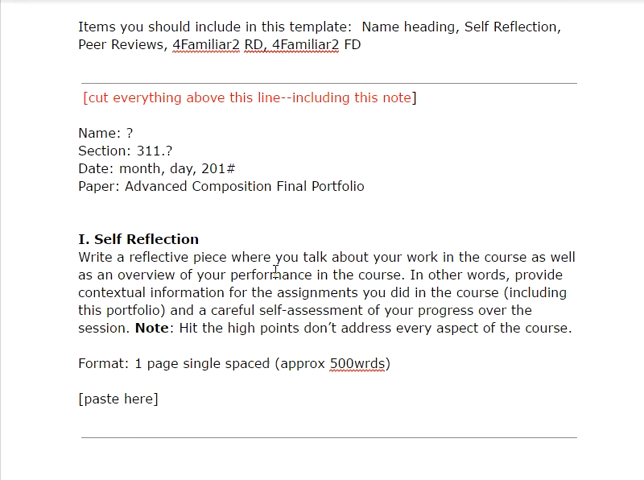 Items you should include in this template:  Name heading, Self Reflection,
Peer Reviews, 4Familiar2 RD, 4Familiar2 FD
[cut everything above this line--including this note]
Name: ?
Section: 311.?
Date: month, day, 201#
Paper: Advanced Composition Final Portfolio
I. Self Reflection
Write a reflective piece where you talk about your work in the course as well
as an overview of your performance in the course. In other words, provide
contextual information for the assignments you did in the course (including
this portfolio) and a careful self-assessment of your progress over the
session. Note: Hit the high points don’t address every aspect of the course.
Format: 1 page single spaced (approx 500wrds)
[paste here]